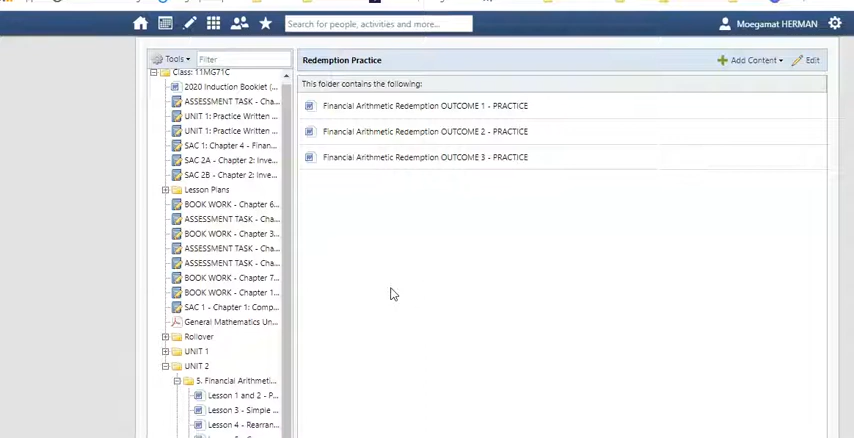 Search for people, activities and more...
Moegamat HERMAN
Tools
Filter
Redemption Practice
Add Content
Edit
Class: 11MG71C
2020 Induction Booklet (...
ASSESSMENT TASK - Cha...
UNIT 1: Practice Written ...
UNIT 1: Practice Written ...
SAC 1: Chapter 4 - Finan...
SAC 2A - Chapter 2: Inve...
SAC 2B - Chapter 2: Inve...
Lesson Plans
BOOK WORK - Chapter 6...
ASSESSMENT TASK - Cha...
BOOK WORK - Chapter 3...
ASSESSMENT TASK - Cha...
ASSESSMENT TASK - Cha...
BOOK WORK - Chapter 7...
BOOK WORK - Chapter 1...
SAC 1 - Chapter 1: Comp...
General Mathematics Un...
Rollover
UNIT 1
UNIT 2
5. Financial Arithmeti...
Lesson 1 and 2 - P...
Lesson 3 - Simple ...
Lesson 4 - Rearran...
This folder contains the following:
Financial Arithmetic Redemption OUTCOME 1 - PRACTICE
Financial Arithmetic Redemption OUTCOME 2 - PRACTICE
Financial Arithmetic Redemption OUTCOME 3 - PRACTICE